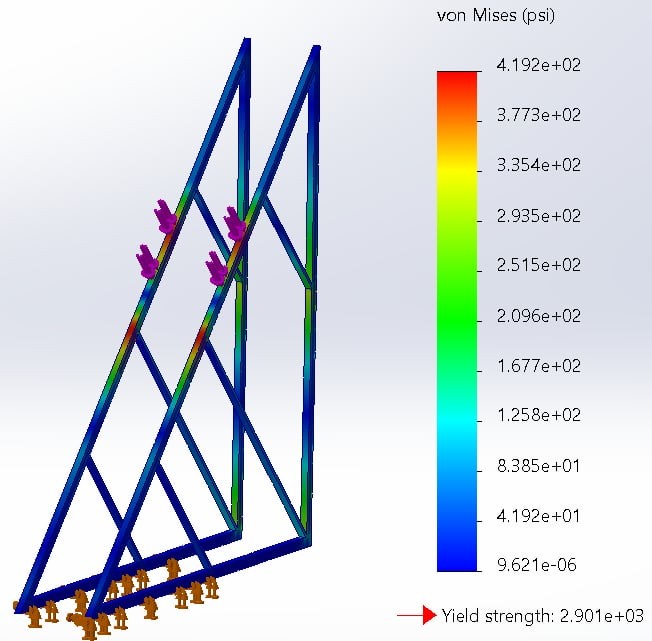 von Mises (psi)
4.192e+02
3.773e+02
3.354e+02
2.935e+02
2.515e+02
2.096e+02
1.677e+02
1.258e+02
8.385e+01
4.192e+01
9.621e-06
Yield strength: 2.901e+03